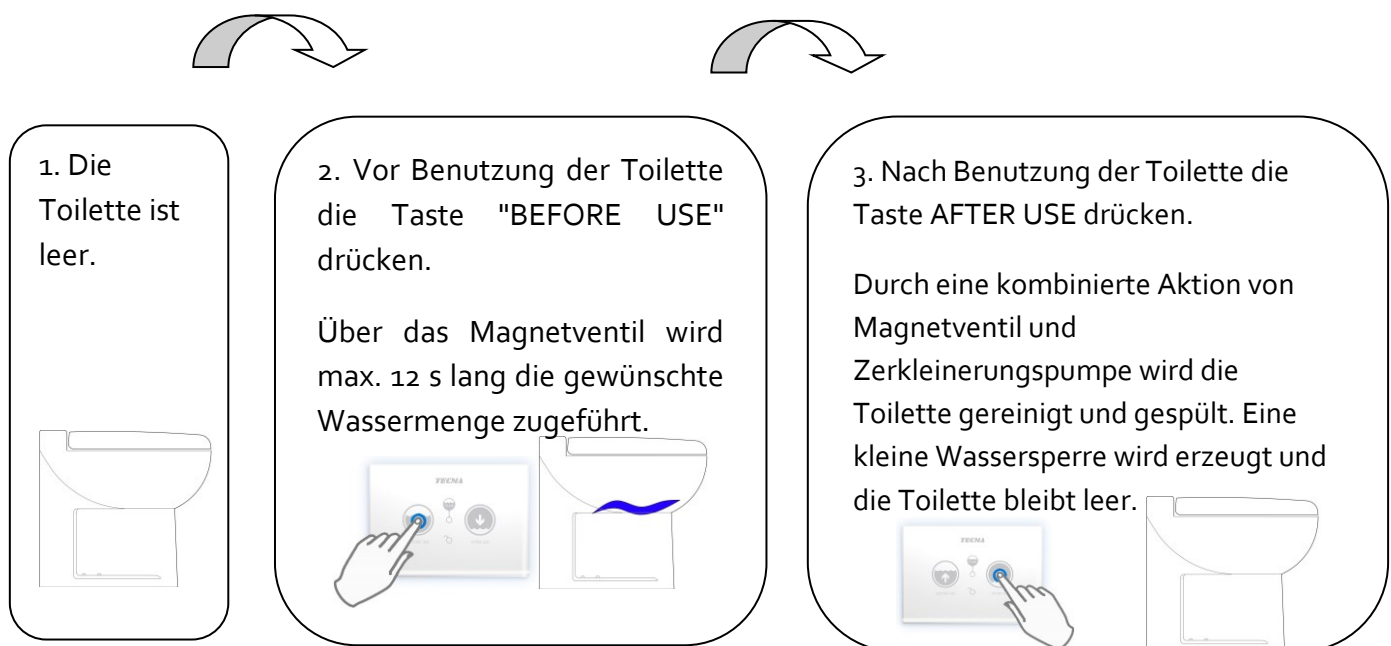 1. Die
Toilette ist
leer.
2. Vor Benutzung der Toilette
die Taste "BEFORE USE"
drücken.
Über das Magnetventil wird
max. 12 s lang die gewünschte
Wassermenge zugeführt.
TECMA
3. Nach Benutzung der Toilette die
Taste AFTER USE drücken.
Durch eine kombinierte Aktion von
Magnetventil und
Zerkleinerungspumpe wird die
Toilette gereinigt und gespült. Eine
kleine Wassersperre wird erzeugt und
die Toilette bleibt leer.
TECMA